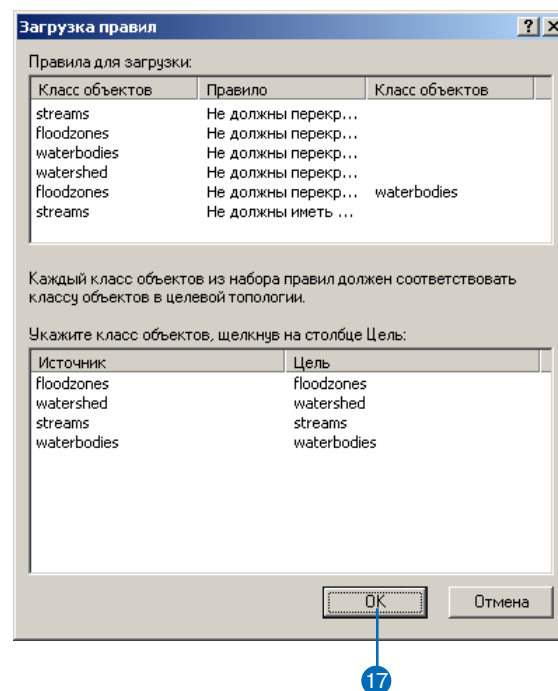 Загрузка правил
Правила для загрузки:
Класс объектов Правило Класс объектов
streams Не должны перекр...
floodzones Не должны перекр...
waterbodies Не должны перекр...
watershed Не должны перекр...
floodzones Не должны перекр... waterbodies
streams Не должны иметь ...
Каждый класс объектов из набора правил должен соответствовать
классу объектов в целевой топологии.
Укажите класс объектов, щелкнув на столбце Цель:
Источник Цель
floodzones floodzones
watershed watershed
streams streams
waterbodies waterbodies
OK Отмена
17